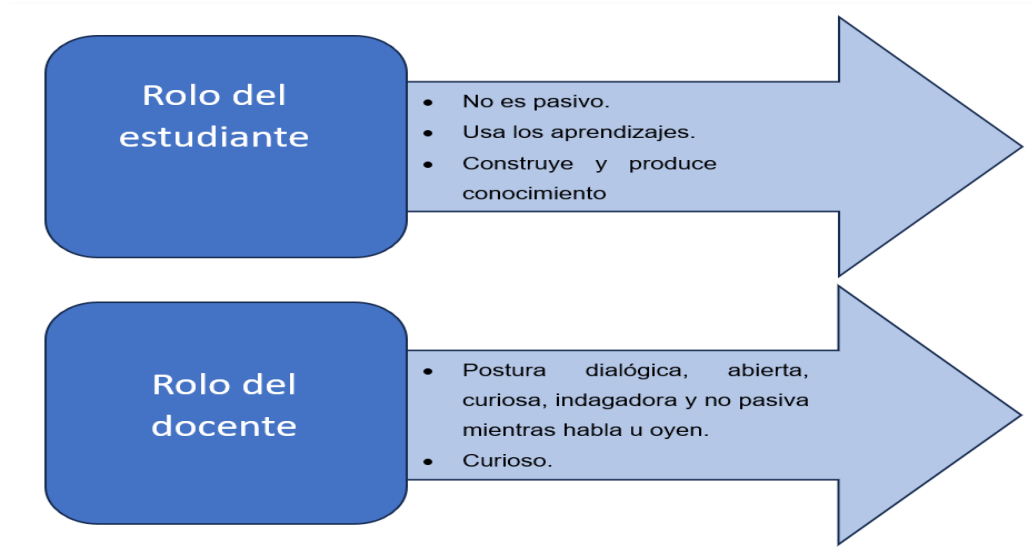 Rolo del
estudiante
• No es pasivo.
• Usa los aprendizajes.
• Construye y produce
conocimiento
Rolo del
docente
• Postura dialógica, abierta,
curiosa, indagadora y no pasiva
mientras habla u oyen.
• Curioso.